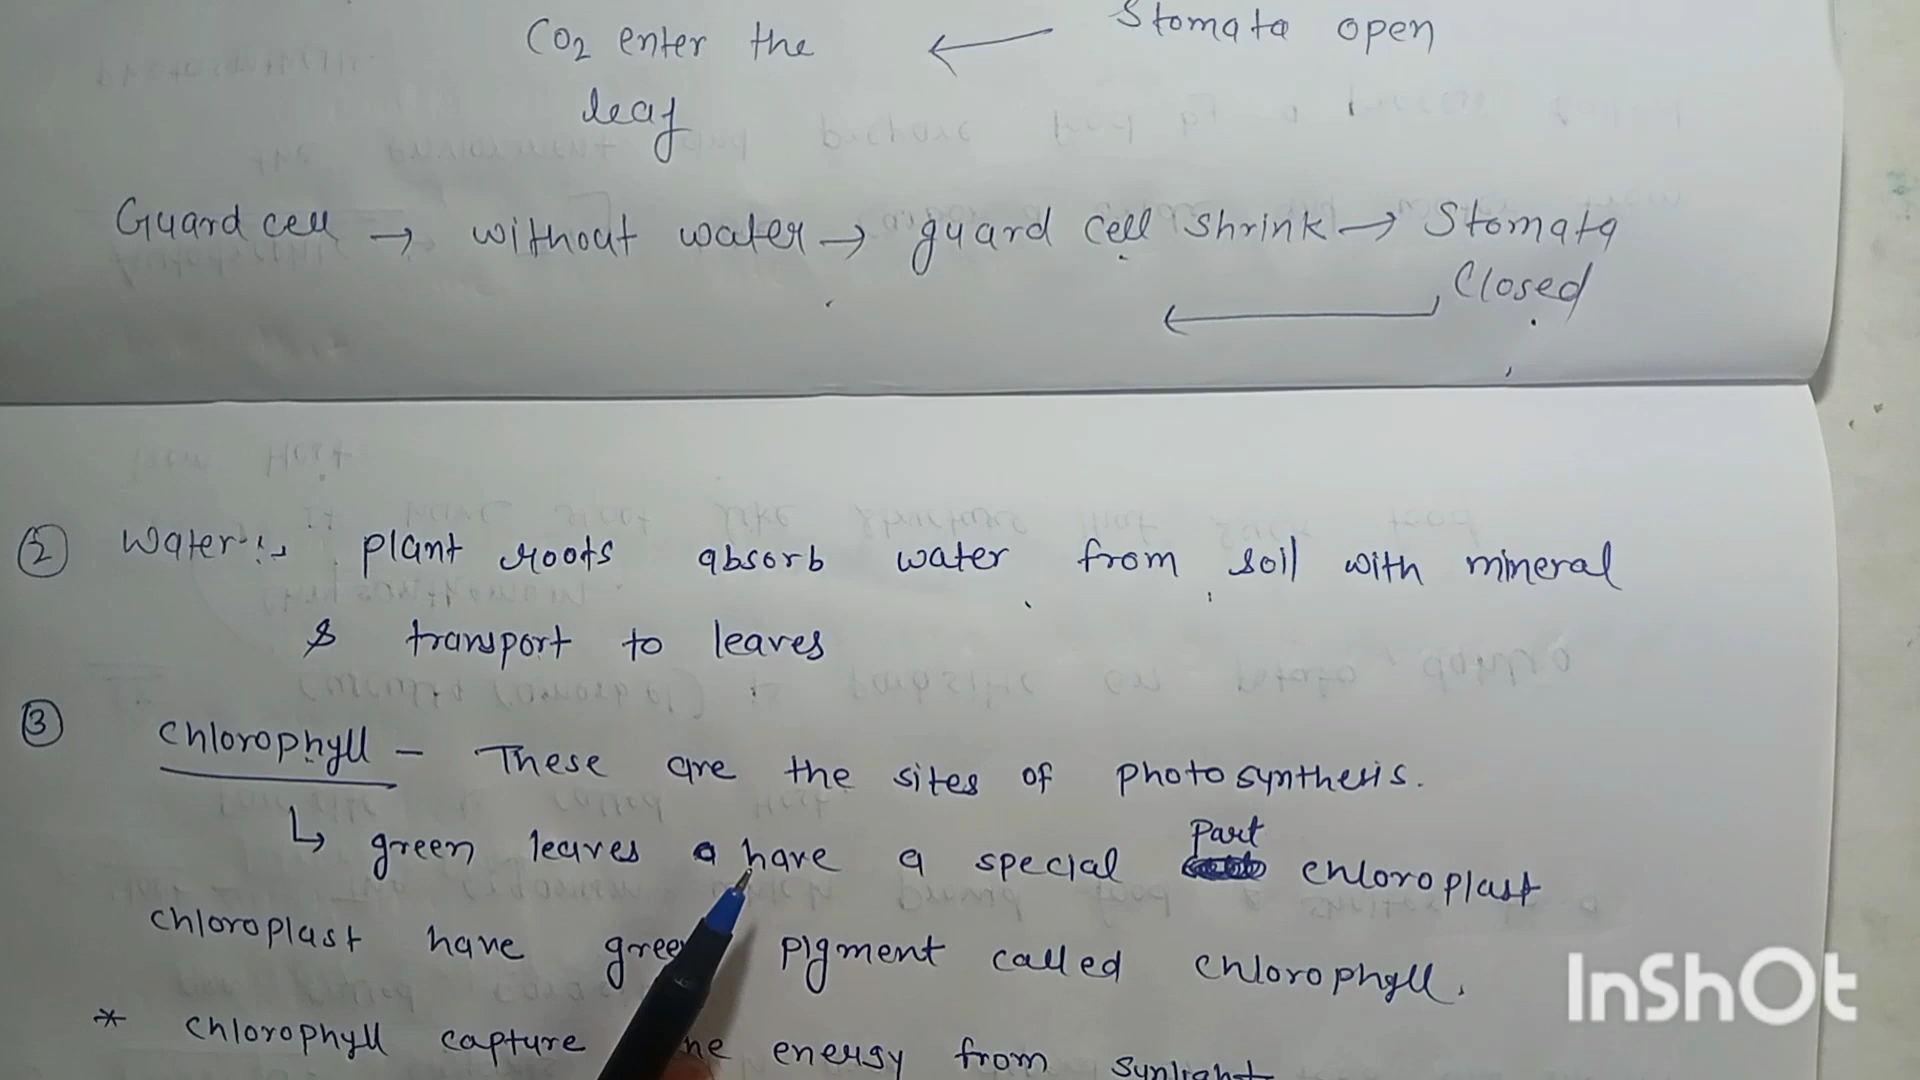 CO2 enter the ← Stomata open
leaf
Guard cell → without water → guard cell shrink → Stomata
Closed
←
② Water:- plant roots absorb water from soil with mineral
& transport to leaves
③ Chlorophyll - These are the sites of photosynthesis.
↳ green leaves a have a special Part chloroplast
chloroplast have green pigment called chlorophyll.
* chlorophyll capture the energy from sunlight
InShOt